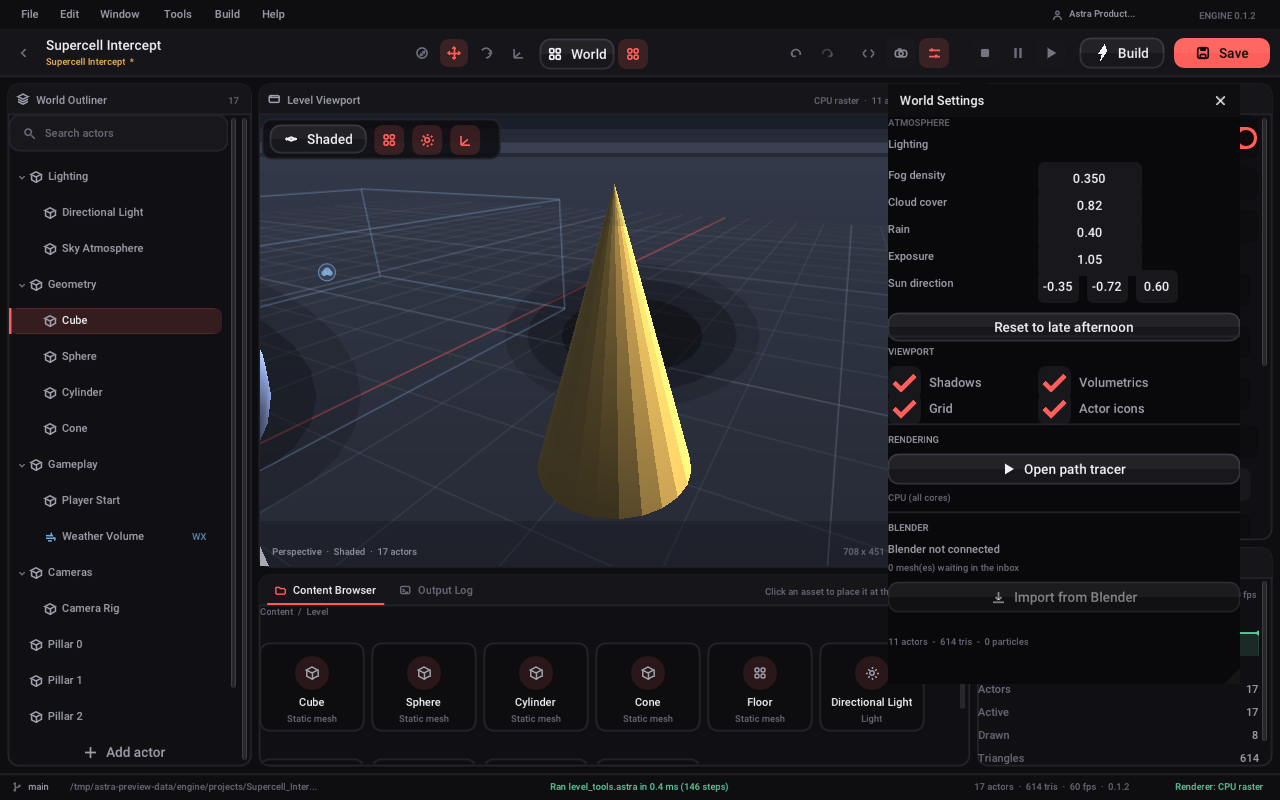 File Edit Window Tools Build Help
Astra Product...
ENGINE 0.1.2
Supercell Intercept
Supercell Intercept *
World
Build
Save
World Outliner 17
Search actors
Lighting
Directional Light
Sky Atmosphere
Geometry
Cube
Sphere
Cylinder
Cone
Gameplay
Player Start
Weather Volume WX
Cameras
Camera Rig
Pillar 0
Pillar 1
Pillar 2
Add actor
Level Viewport
CPU raster · 11 a
Shaded
Perspective · Shaded · 17 actors
708 x 451
Content Browser
Output Log
Click an asset to place it at th
Content / Level
Cube
Static mesh
Sphere
Static mesh
Cylinder
Static mesh
Cone
Static mesh
Floor
Static mesh
Directional Light
Light
World Settings
ATMOSPHERE
Lighting
Fog density 0.350
Cloud cover 0.82
Rain 0.40
Exposure 1.05
Sun direction -0.35 -0.72 0.60
Reset to late afternoon
VIEWPORT
Shadows Volumetrics
Grid Actor icons
RENDERING
Open path tracer
CPU (all cores)
BLENDER
Blender not connected
0 mesh(es) waiting in the inbox
Import from Blender
11 actors · 614 tris · 0 particles
fps
Actors 17
Active 17
Drawn 8
Triangles 614
main
/tmp/astra-preview-data/engine/projects/Supercell_Inter...
Ran level_tools.astra in 0.4 ms (146 steps)
17 actors · 614 tris · 60 fps · 0.1.2
Renderer: CPU raster